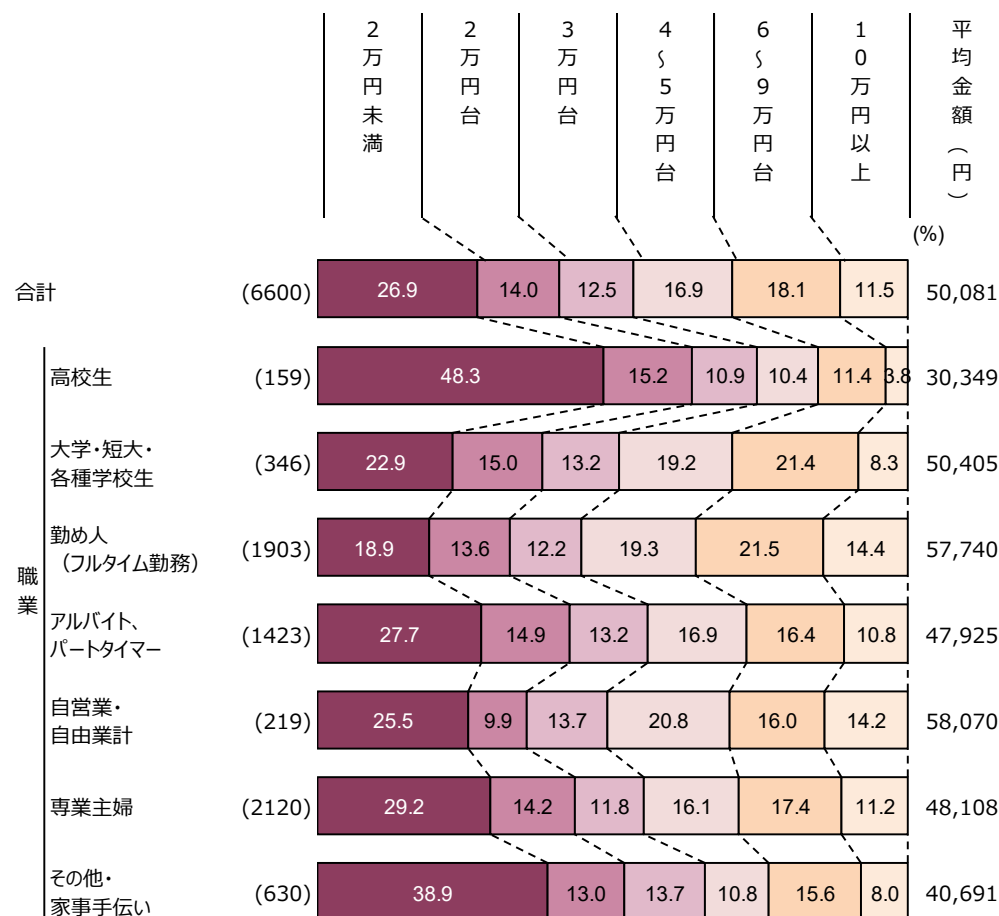 2万円未満
2万円台
3万円台
4～5万円台
6～9万円台
10万円以上
平均金額（円）
(%)
合計 (6600) 26.9 14.0 12.5 16.9 18.1 11.5 50,081
職業
高校生 (159) 48.3 15.2 10.9 10.4 11.4 3.8 30,349
大学・短大・
各種学校生 (346) 22.9 15.0 13.2 19.2 21.4 8.3 50,405
勤め人
（フルタイム勤務） (1903) 18.9 13.6 12.2 19.3 21.5 14.4 57,740
アルバイト、
パートタイマー (1423) 27.7 14.9 13.2 16.9 16.4 10.8 47,925
自営業・
自由業計 (219) 25.5 9.9 13.7 20.8 16.0 14.2 58,070
専業主婦 (2120) 29.2 14.2 11.8 16.1 17.4 11.2 48,108
その他・
家事手伝い (630) 38.9 13.0 13.7 10.8 15.6 8.0 40,691